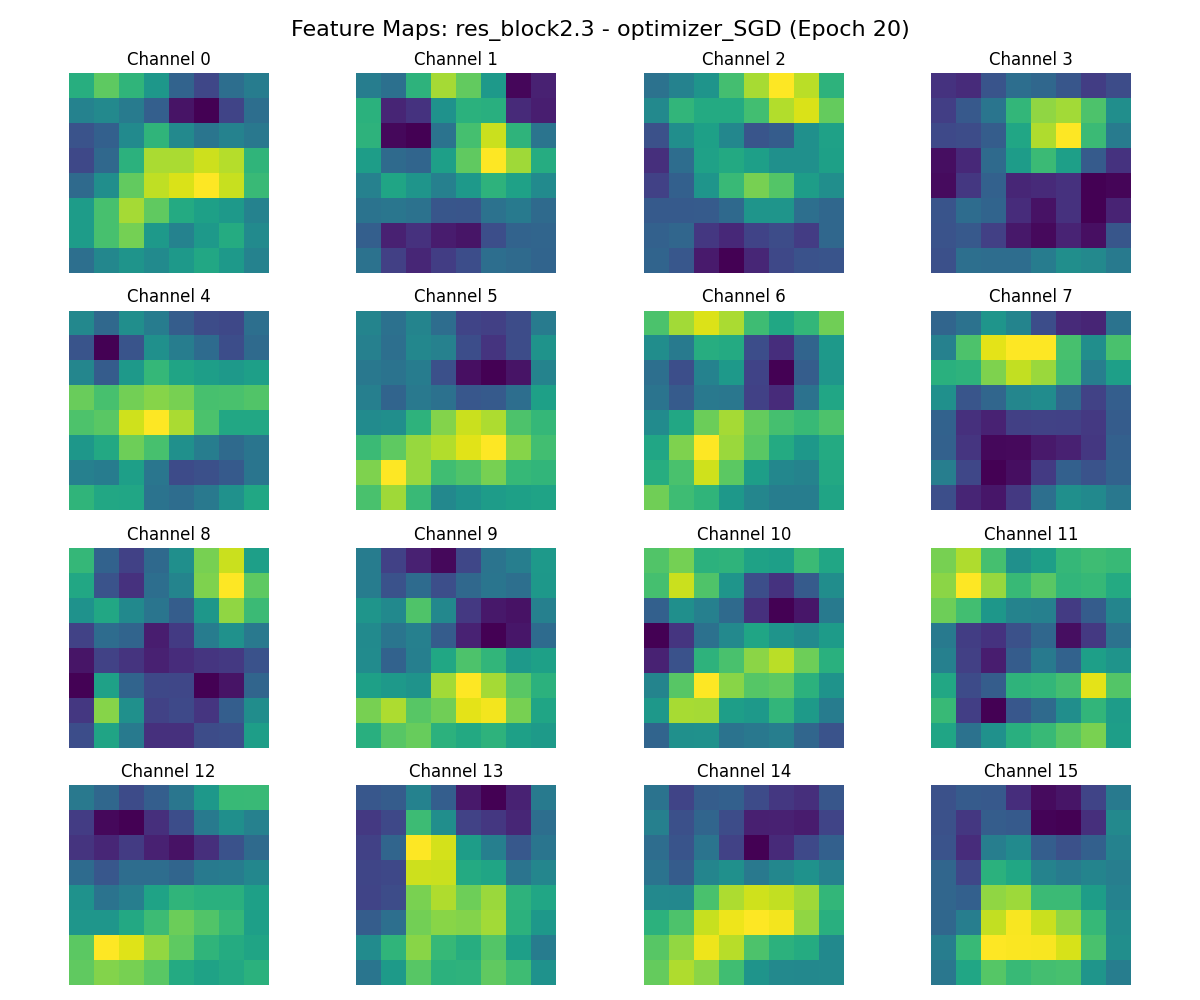 Feature Maps: res_block2.3 - optimizer_SGD (Epoch 20)
Channel 0
Channel 1
Channel 2
Channel 3
Channel 4
Channel 5
Channel 6
Channel 7
Channel 8
Channel 9
Channel 10
Channel 11
Channel 12
Channel 13
Channel 14
Channel 15